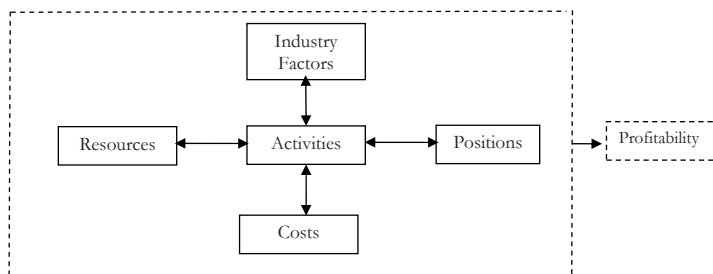 Industry
Factors
Resources
Activities
Positions
Profitability
Costs